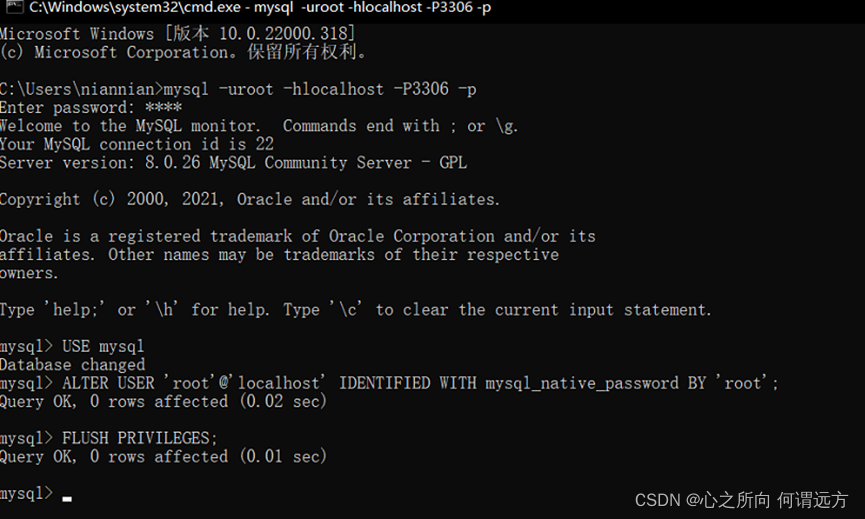 C:\Windows\system32\cmd.exe - mysql -uroot -hlocalhost -P3306 -p
Microsoft Windows [版本 10.0.22000.318]
(c) Microsoft Corporation。保留所有权利。
C:\Users\niannian>mysql -uroot -hlocalhost -P3306 -p
Enter password: ****
Welcome to the MySQL monitor.  Commands end with ; or \g.
Your MySQL connection id is 22
Server version: 8.0.26 MySQL Community Server - GPL
Copyright (c) 2000, 2021, Oracle and/or its affiliates.
Oracle is a registered trademark of Oracle Corporation and/or its
affiliates. Other names may be trademarks of their respective
owners.
Type 'help;' or '\h' for help. Type '\c' to clear the current input statement.
mysql> USE mysql
Database changed
mysql> ALTER USER 'root'@'localhost' IDENTIFIED WITH mysql_native_password BY 'root';
Query OK, 0 rows affected (0.02 sec)
mysql> FLUSH PRIVILEGES;
Query OK, 0 rows affected (0.01 sec)
mysql>
CSDN @心之所向 何谓远方